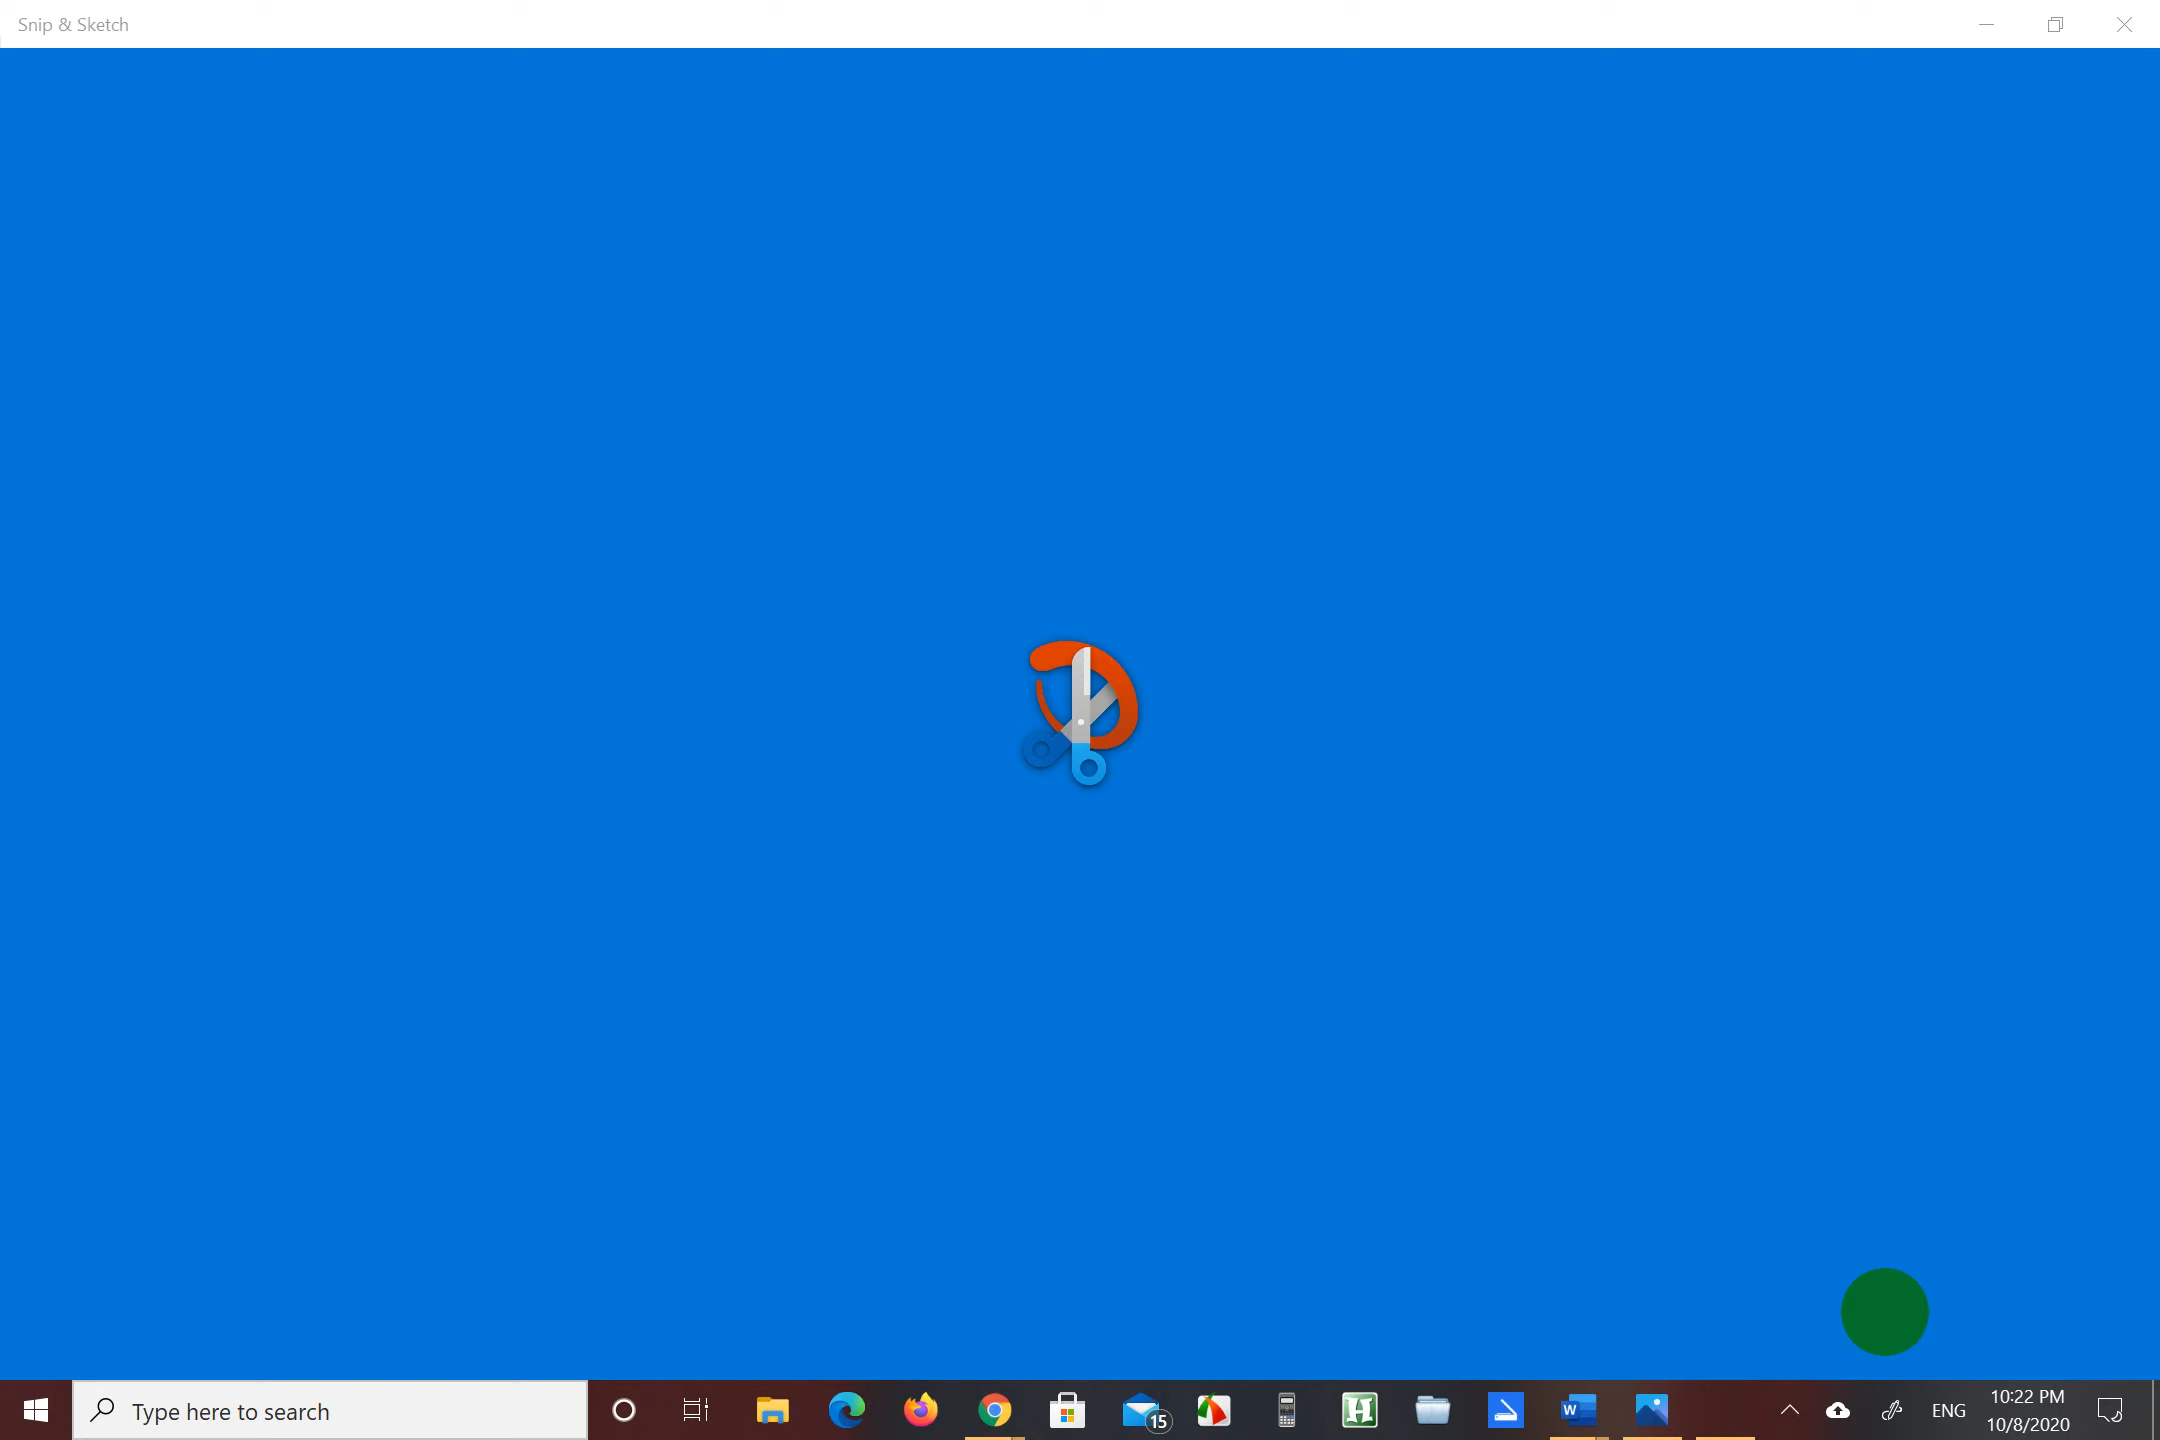 Snip & Sketch
Type here to search
15
W
H
ENG
10:22 PM
10/8/2020